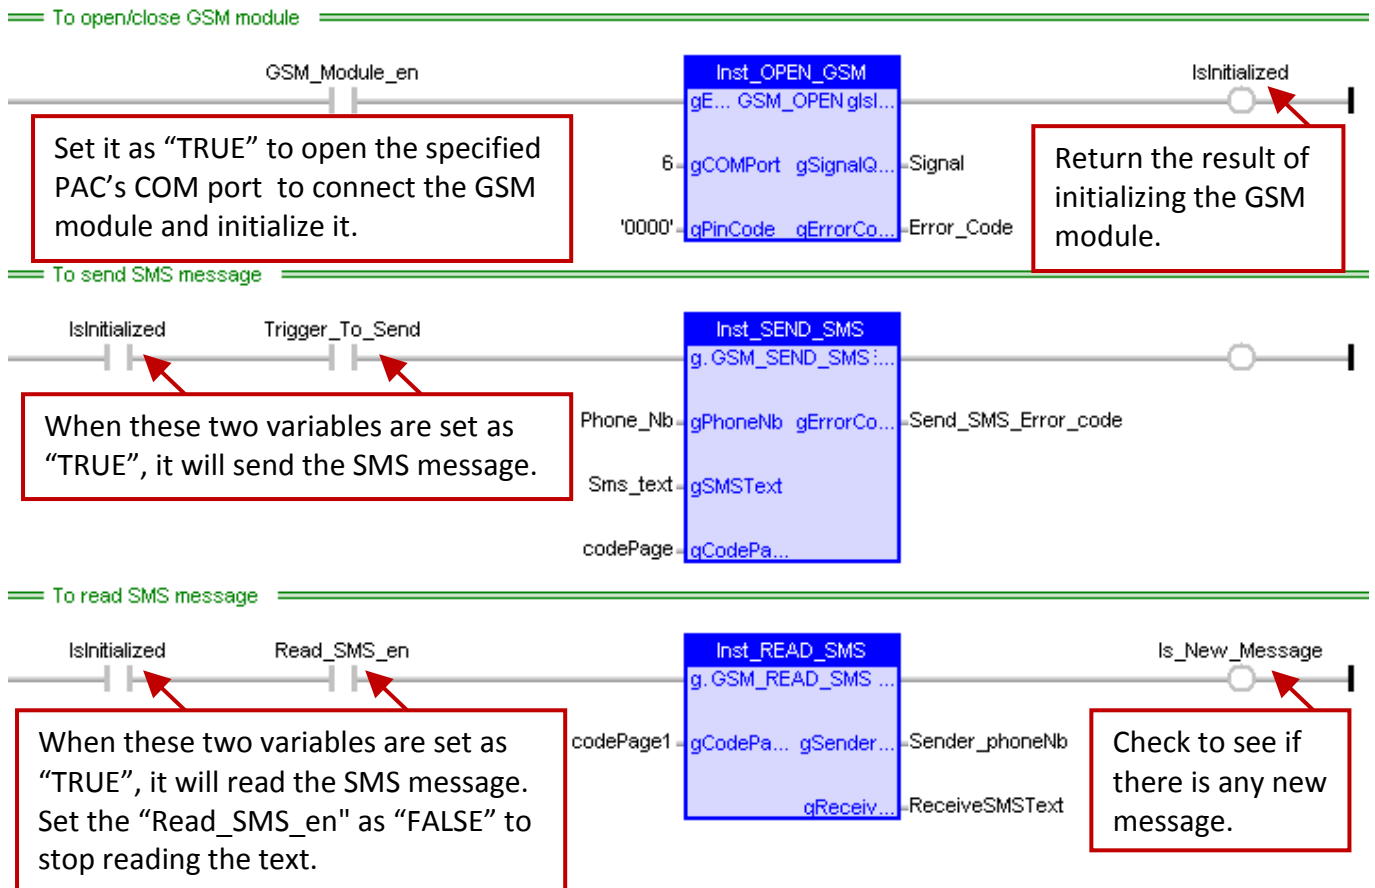 To open/close GSM module
GSM_Module_en
Inst_OPEN_GSM
IsInitialized
gE... GSM_OPEN gIsI...
Set it as “TRUE” to open the specified
PAC’s COM port to connect the GSM
module and initialize it.
6
gCOMPort gSignalQ...
Signal
'0000'
gPinCode gErrorCo...
Error_Code
Return the result of
initializing the GSM
module.
To send SMS message
IsInitialized
Trigger_To_Send
Inst_SEND_SMS
g. GSM_SEND_SMS :...
When these two variables are set as
“TRUE”, it will send the SMS message.
Phone_Nb
gPhoneNb gErrorCo...
Send_SMS_Error_code
Sms_text
gSMSText
codePage
gCodePa...
To read SMS message
IsInitialized
Read_SMS_en
Inst_READ_SMS
Is_New_Message
g. GSM_READ_SMS ...
When these two variables are set as
“TRUE”, it will read the SMS message.
Set the “Read_SMS_en" as “FALSE” to
stop reading the text.
codePage1
gCodePa... gSender...
Sender_phoneNb
gReceiv...
ReceiveSMSText
Check to see if
there is any new
message.